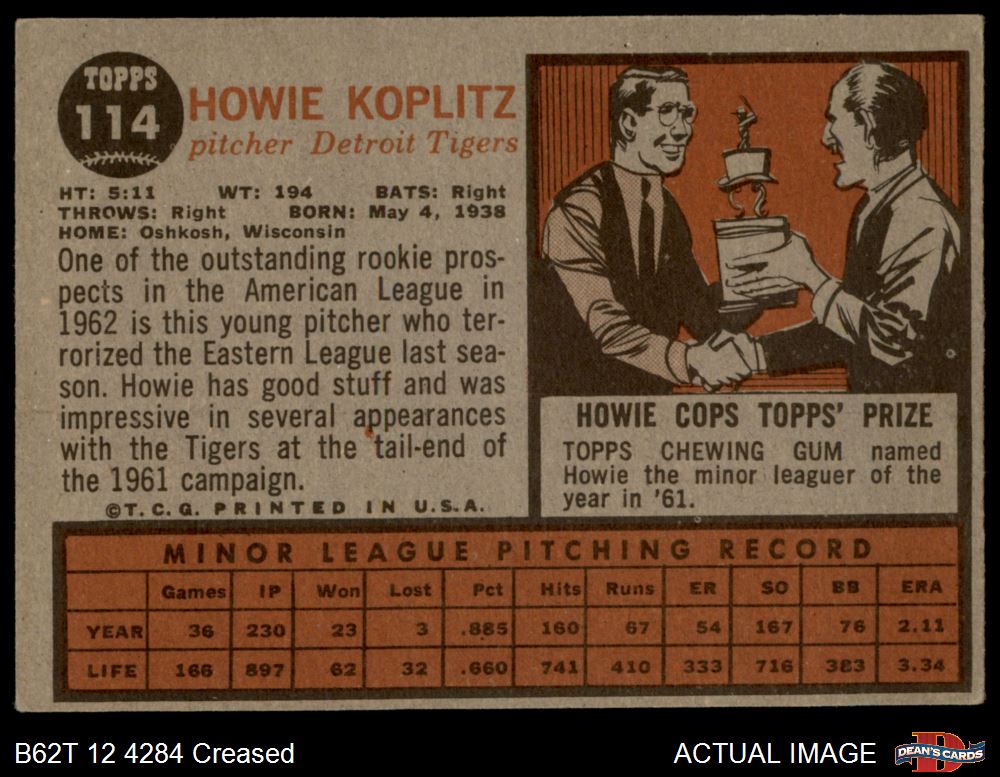 TOPPS
114
HOWIE KOPLITZ
pitcher Detroit Tigers
HT: 5:11 WT: 194 BATS: Right
THROWS: Right BORN: May 4, 1938
HOME: Oshkosh, Wisconsin
One of the outstanding rookie pros-
pects in the American League in
1962 is this young pitcher who ter-
rorized the Eastern League last sea-
son. Howie has good stuff and was
impressive in several appearances
with the Tigers at the tail-end of
the 1961 campaign.
©T. C. G. PRINTED IN U.S.A.
HOWIE COPS TOPPS' PRIZE
TOPPS CHEWING GUM named
Howie the minor leaguer of the
year in '61.
MINOR LEAGUE PITCHING RECORD
Games IP Won Lost Pct Hits Runs ER SO BB ERA
YEAR 36 230 23 3 .885 160 67 54 167 76 2.11
LIFE 166 897 62 32 .660 741 410 333 716 383 3.34
B62T 12 4284 Creased
ACTUAL IMAGE
DEAN'S CARDS